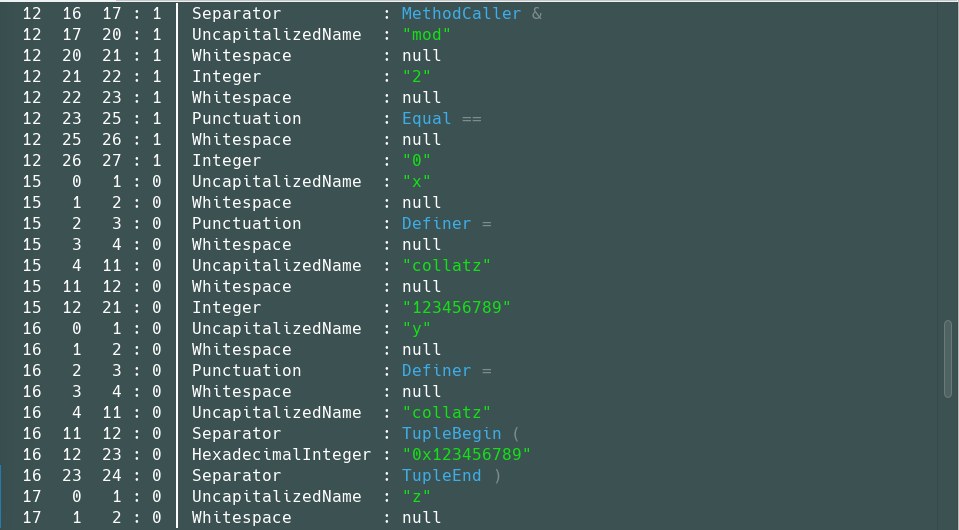 12 16 17 : 1 Separator : MethodCaller &
12 17 20 : 1 UncapitalizedName : "mod"
12 20 21 : 1 Whitespace : null
12 21 22 : 1 Integer : "2"
12 22 23 : 1 Whitespace : null
12 23 25 : 1 Punctuation : Equal ==
12 25 26 : 1 Whitespace : null
12 26 27 : 1 Integer : "0"
15 0 1 : 0 UncapitalizedName : "x"
15 1 2 : 0 Whitespace : null
15 2 3 : 0 Punctuation : Definer =
15 3 4 : 0 Whitespace : null
15 4 11 : 0 UncapitalizedName : "collatz"
15 11 12 : 0 Whitespace : null
15 12 21 : 0 Integer : "123456789"
16 0 1 : 0 UncapitalizedName : "y"
16 1 2 : 0 Whitespace : null
16 2 3 : 0 Punctuation : Definer =
16 3 4 : 0 Whitespace : null
16 4 11 : 0 UncapitalizedName : "collatz"
16 11 12 : 0 Separator : TupleBegin (
16 12 23 : 0 HexadecimalInteger : "0x123456789"
16 23 24 : 0 Separator : TupleEnd )
17 0 1 : 0 UncapitalizedName : "z"
17 1 2 : 0 Whitespace : null